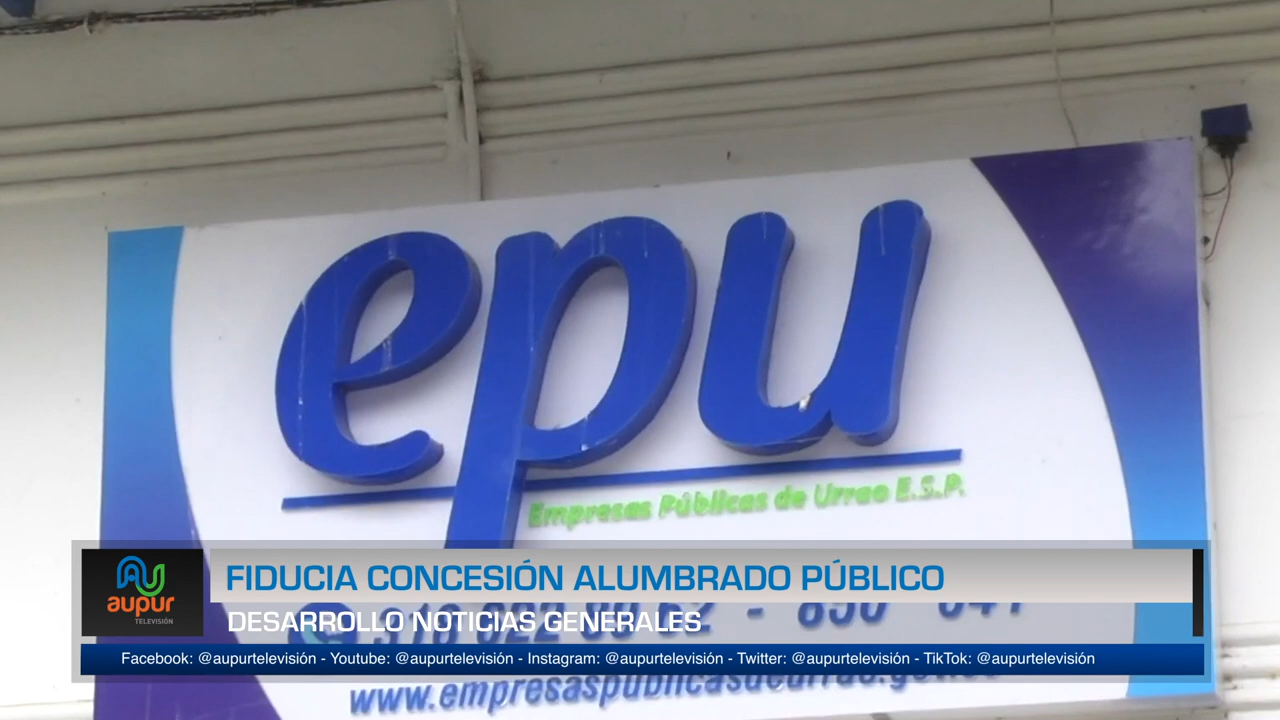 epu
Empresas Públicas de Urrao E.S.P.
aupur
TELEVISIÓN
FIDUCIA CONCESIÓN ALUMBRADO PÚBLICO
DESARROLLO NOTICIAS GENERALES
Facebook: @aupurtelevisión - Youtube: @aupurtelevisión - Instagram: @aupurtelevisión - Twitter: @aupurtelevisión - TikTok: @aupurtelevisión